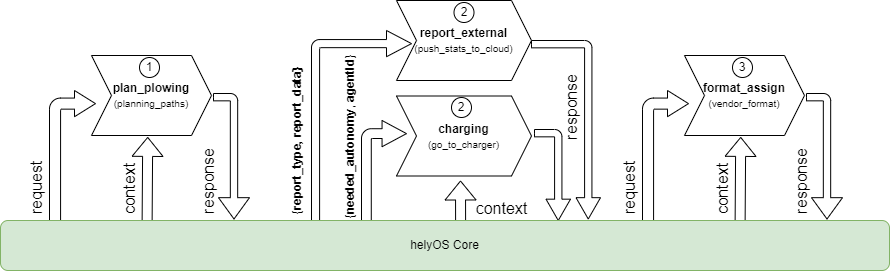 1
plan_plowing
(planning_paths)
request
context
response
{report_type, report_data}
{needed_autonomy, agentId}
2
report_external
(push_stats_to_cloud)
2
charging
(go_to_charger)
context
response
3
format_assign
(vendor_format)
request
context
response
helyOS Core